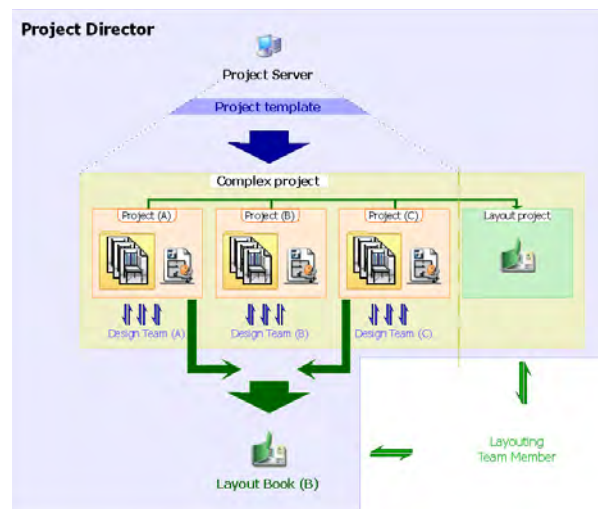 Project Director
Project Server
Project template
Complex project
Project (A)
Project (B)
Project (C)
Layout project
Design Team (A)
Design Team (B)
Design Team (C)
Layouting
Team Member
Layout Book (B)